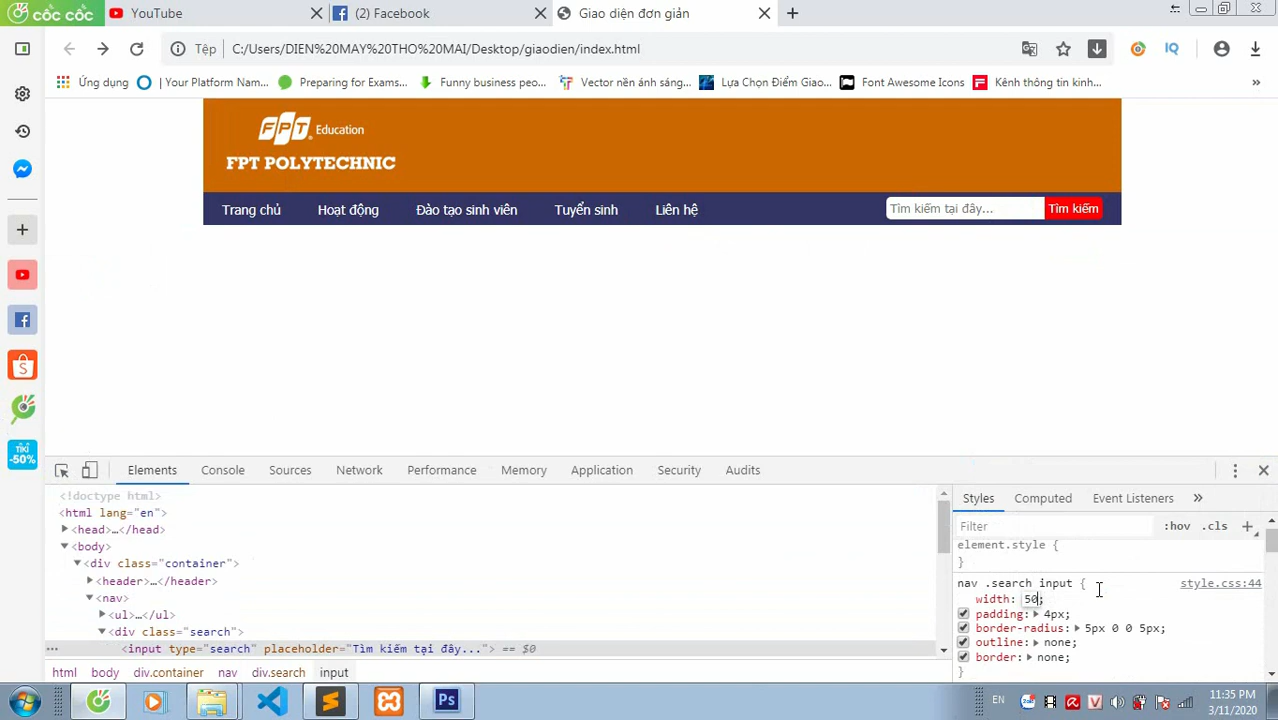 cốc cốc
YouTube
(2) Facebook
Giao diện đơn giản
Tệp
C:/Users/DIEN%20MAY%20THO%20MAI/Desktop/giaodien/index.html
IQ
Ứng dụng
| Your Platform Nam...
Preparing for Exams...
Funny business peo...
Vector nền ánh sáng...
Lựa Chọn Điểm Giao...
Font Awesome Icons
Kênh thông tin kinh...
»
FPT Education
FPT POLYTECHNIC
Trang chủ
Hoạt động
Đào tạo sinh viên
Tuyển sinh
Liên hệ
Tìm kiếm tại đây...
Tìm kiếm
TiKi
-50%
Elements
Console
Sources
Network
Performance
Memory
Application
Security
Audits
<!doctype html>
<html lang="en">
<head>…</head>
<body>
<div class="container">
<header>…</header>
<nav>
<ul>…</ul>
<div class="search">
<input type="search" placeholder="Tìm kiếm tại đây..."> == $0
html body div.container nav div.search input
Styles
Computed
Event Listeners
»
Filter
:hov .cls +
element.style {
}
nav .search input {
style.css:44
width: 50;
padding: 4px;
border-radius: 5px 0 0 5px;
outline: none;
border: none;
}
Ps
EN
11:35 PM
3/11/2020